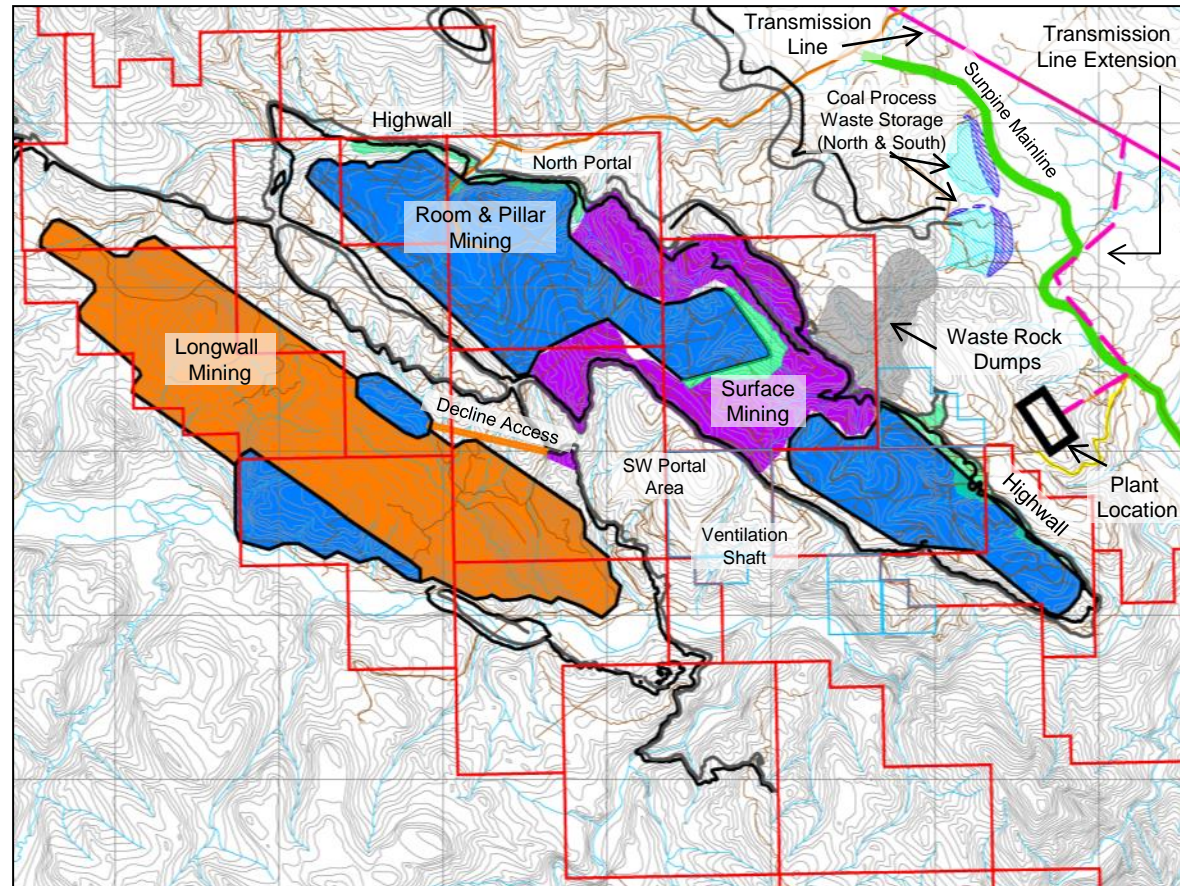 Transmission
Line
Transmission
Line Extension
Sunpine Mainline
Coal Process
Waste Storage
(North & South)
Highwall
North Portal
Room & Pillar
Mining
Longwall
Mining
Waste Rock
Dumps
Surface
Mining
Decline Access
SW Portal
Area
Highwall
Plant
Location
Ventilation
Shaft